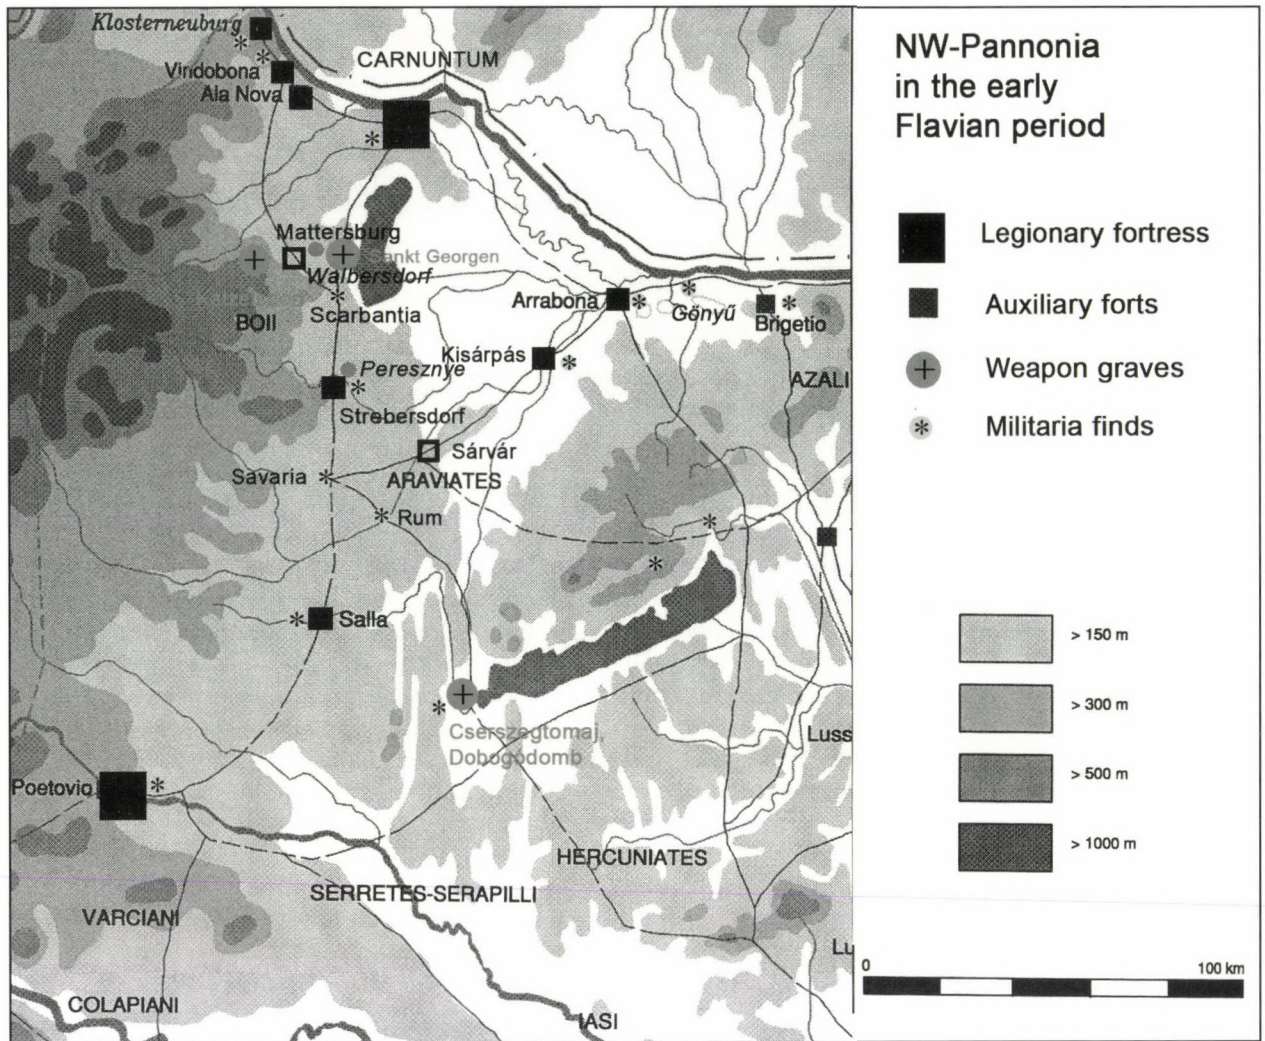 Klosterneuburg
Vindobona
Ala Nova
CARNUNTUM
Mattersburg
Sankt Georgen
Walbersdorf
Scarbantia
BOII
Arrabona
Gönyű
Brigetio
Kisárpás
AZALI
Peresznye
Strebersdorf
Sárvár
Savaria
ARAVIATES
Rum
Salla
Cserszegtomaj,
Dobogódomb
Luss
Poetovio
HERCUNIATES
SERRETES-SERAPILLI
VARCIANI
Lu
COLAPIANI
IASI
NW-Pannonia
in the early
Flavian period
Legionary fortress
Auxiliary forts
Weapon graves
Militaria finds
> 150 m
> 300 m
> 500 m
> 1000 m
0 100 km